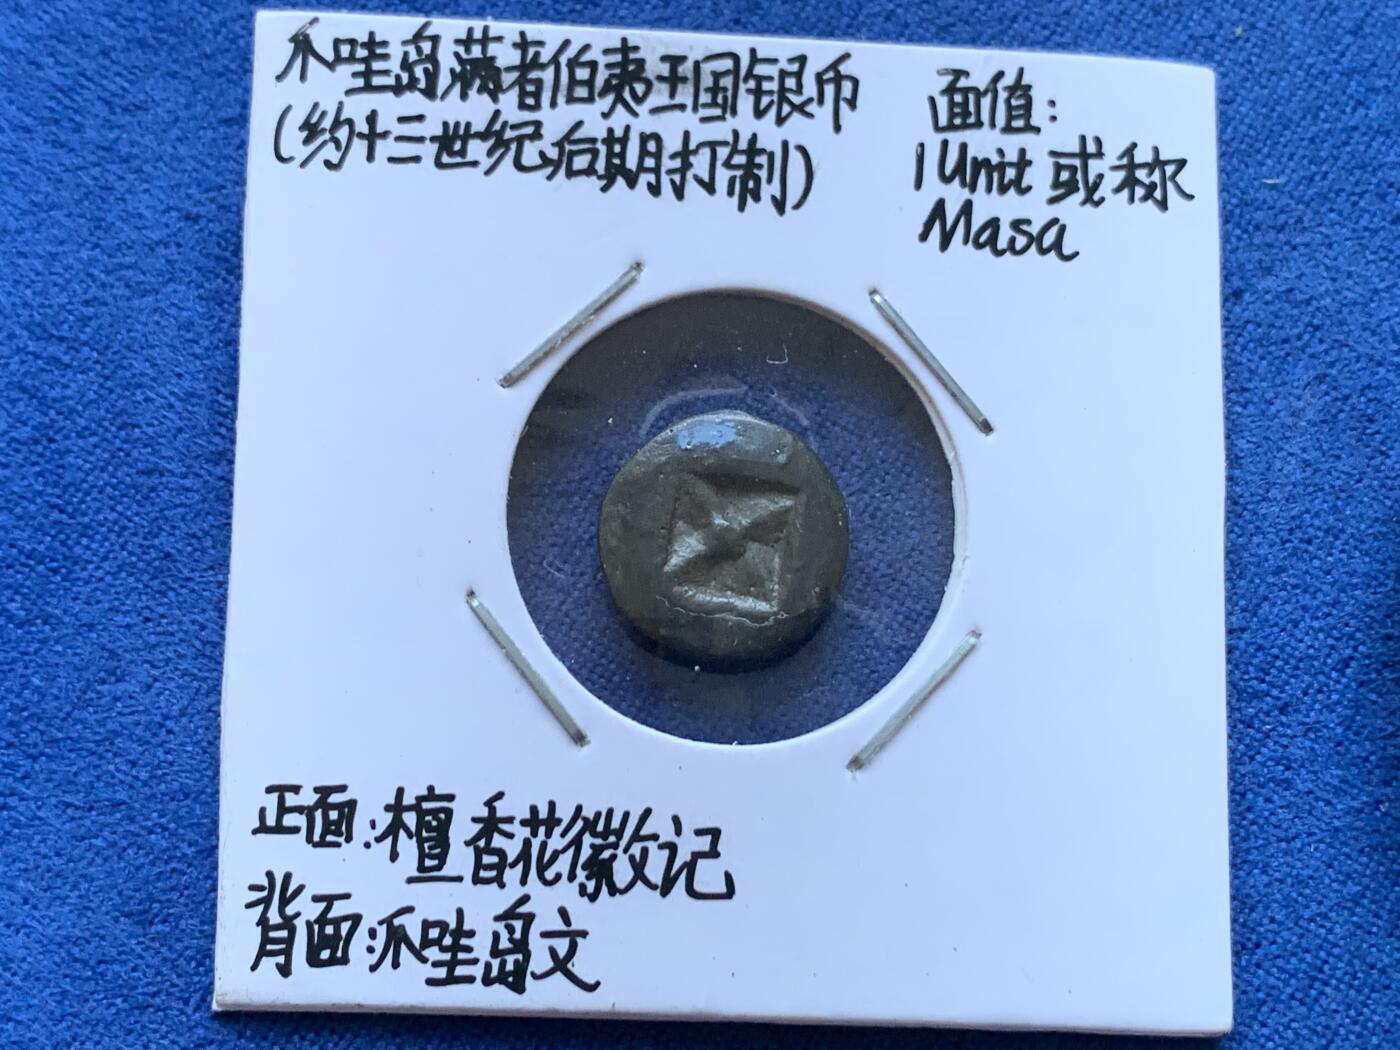 爪哇岛满者伯夷王国银币
(约十三世纪后期打制)
面值:
1 Unit 或称
Masa
正面:檀香花徽记
背面:爪哇岛文